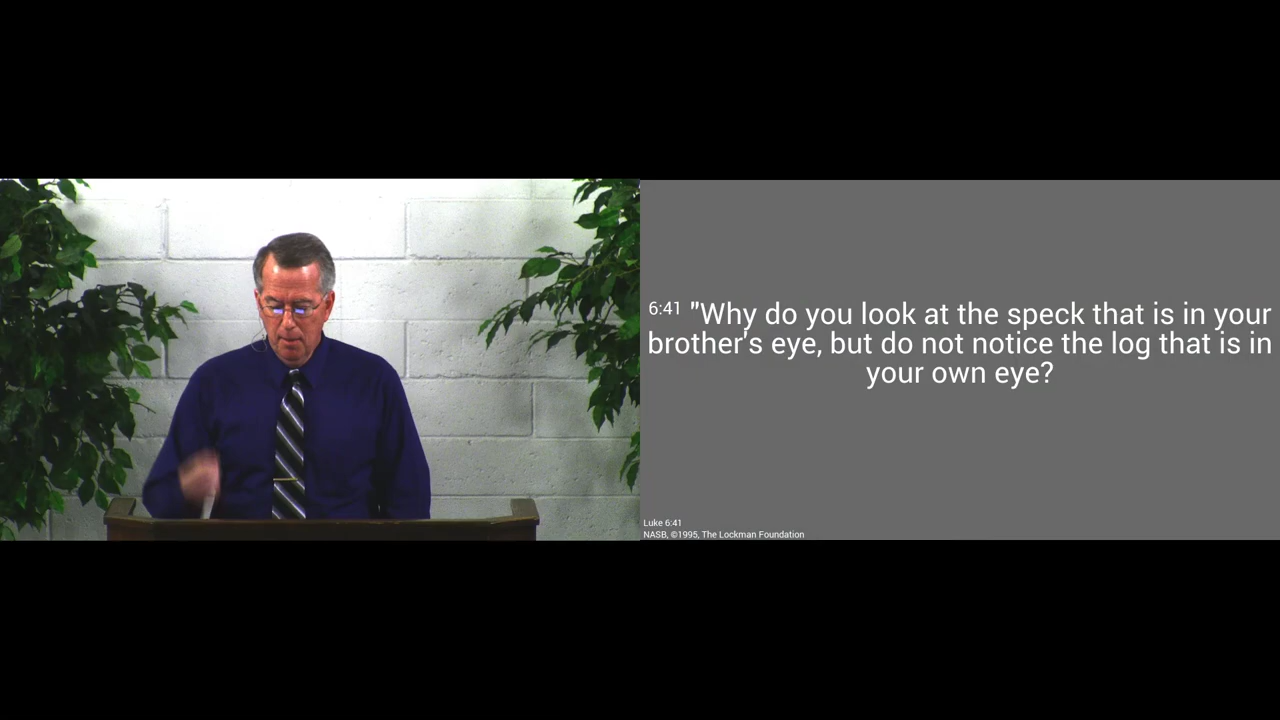 6:41 "Why do you look at the speck that is in your
brother's eye, but do not notice the log that is in
your own eye?
Luke 6:41
NASB, ©1995, The Lockman Foundation